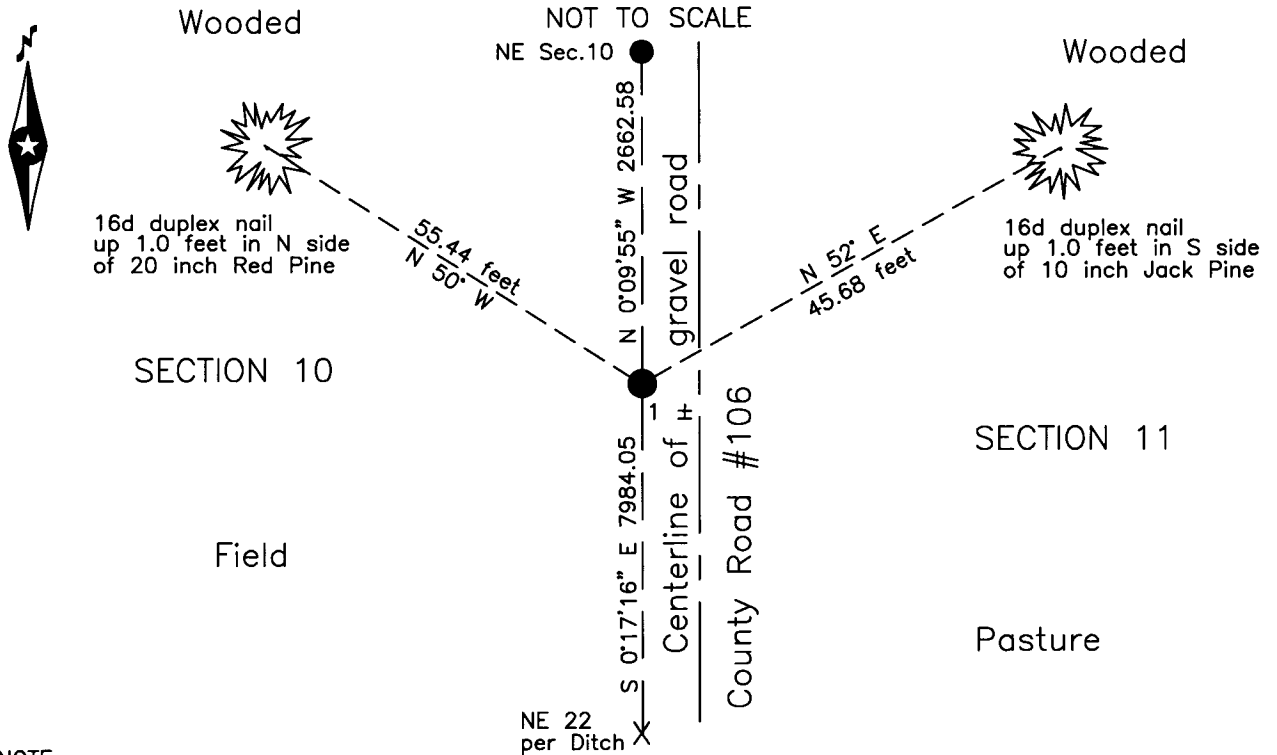 NOT TO SCALE
N
Wooded
NE Sec.10
Wooded
N 0°09'55" W 2662.58
gravel road
16d duplex nail
up 1.0 feet in N side
of 20 inch Red Pine
55.44 feet
N 50° W
N 52° E
45.68 feet
16d duplex nail
up 1.0 feet in S side
of 10 inch Jack Pine
SECTION 10
1
SECTION 11
S 0°17'16" E 7984.05
Centerline of
County Road #106
Field
Pasture
NE 22
per Ditch
NOTE